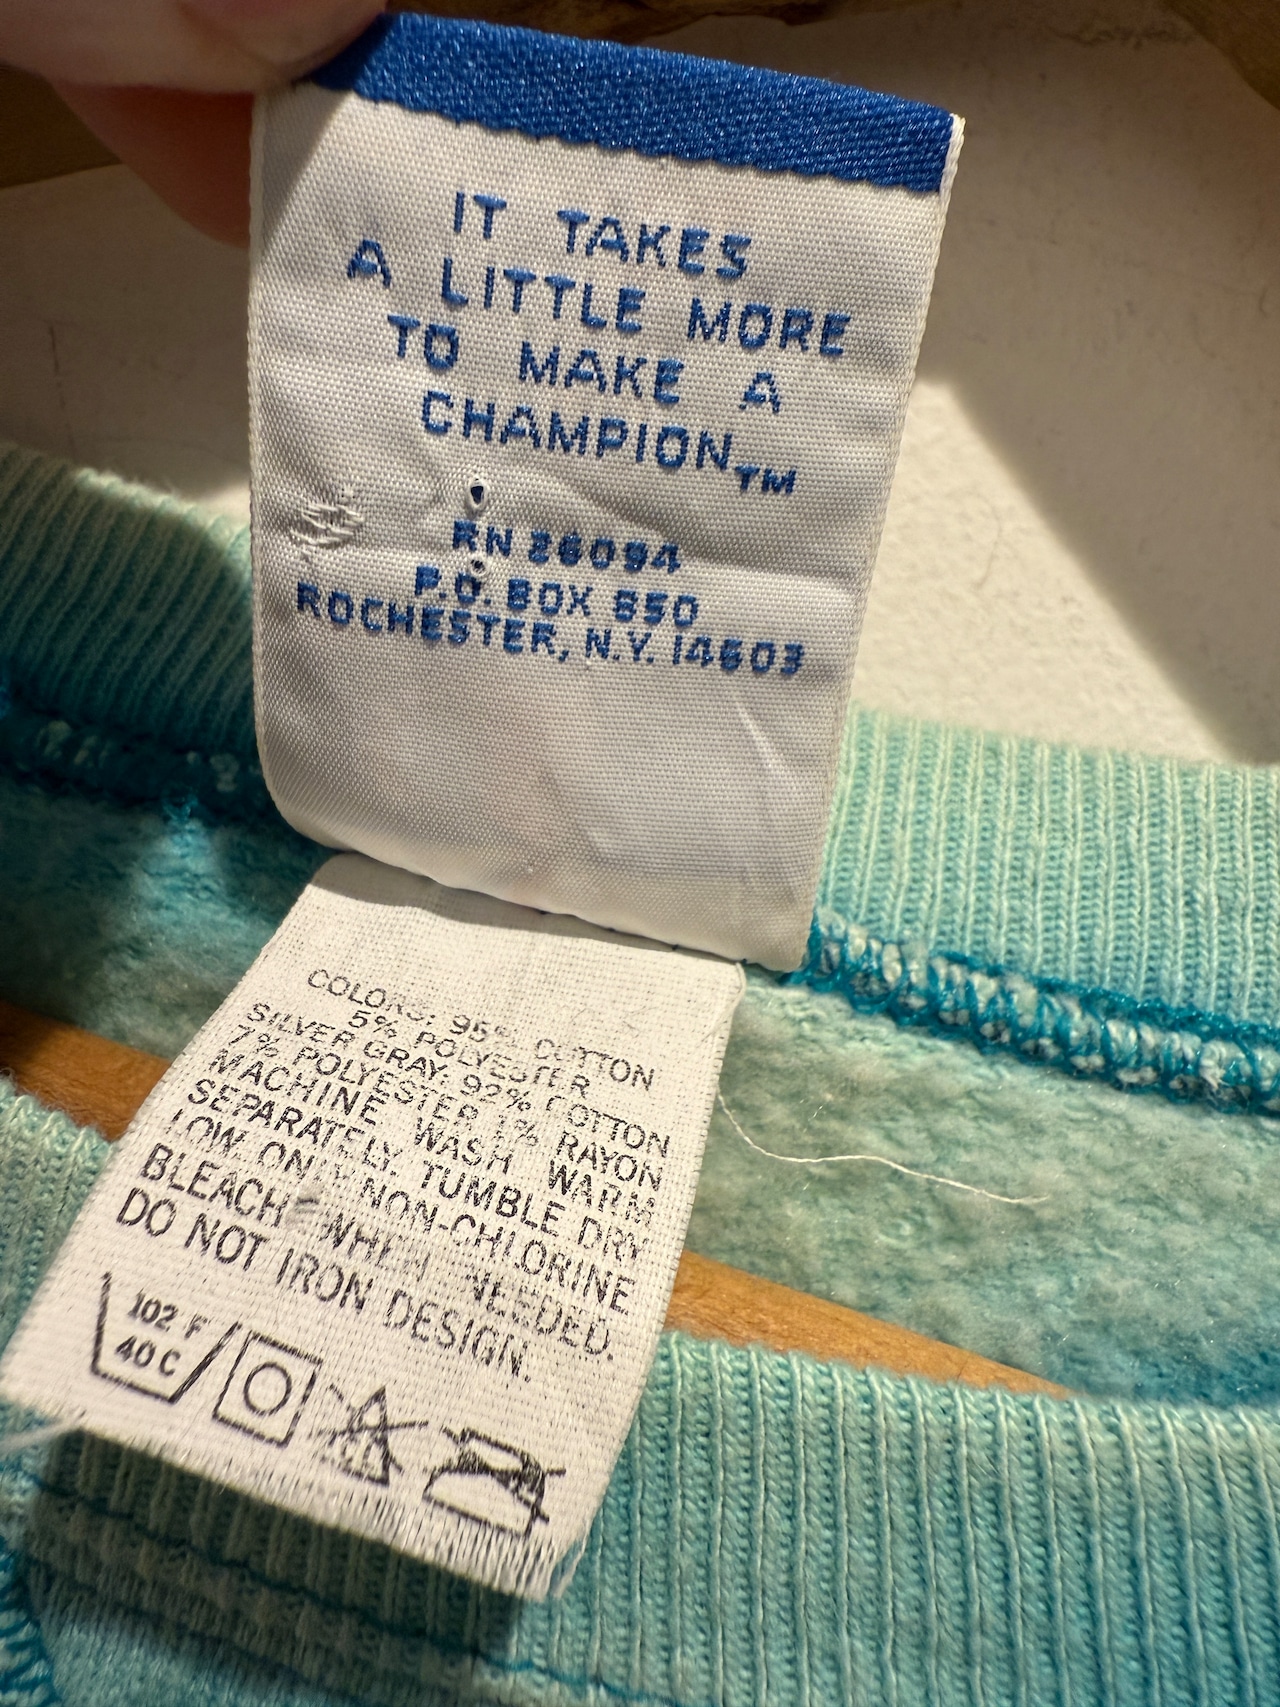 IT TAKES
A LITTLE MORE
TO MAKE A
CHAMPION™
RN 26094
P.O. BOX 850
ROCHESTER, N.Y. 14603
COLORS: 95% COTTON
5% POLYESTER
SILVER GRAY: 92% COTTON
7% POLYESTER 1% RAYON
MACHINE WASH WARM
SEPARATELY. TUMBLE DRY
LOW. ONLY NON-CHLORINE
BLEACH WHEN NEEDED.
DO NOT IRON DESIGN.
102 F
40 C